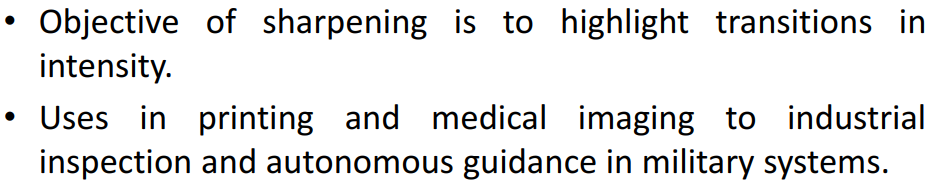 • Objective of sharpening is to highlight transitions in
intensity.
• Uses in printing and medical imaging to industrial
inspection and autonomous guidance in military systems.